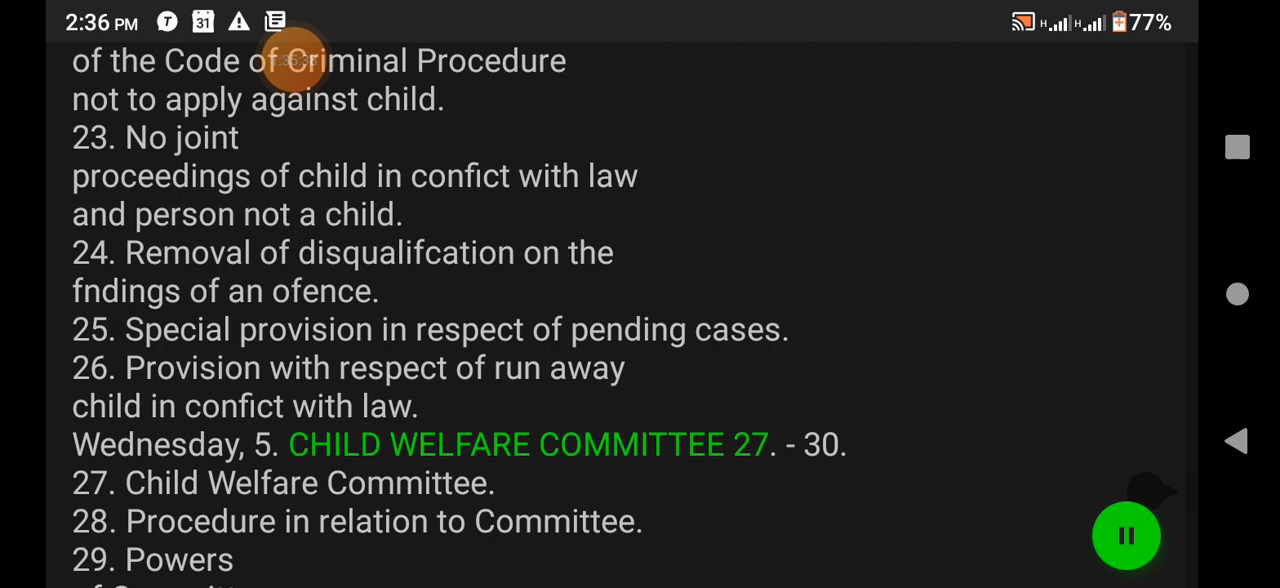 2:36 PM T 31 H H 77%
of the Code of Criminal Procedure
not to apply against child.
23. No joint
proceedings of child in confict with law
and person not a child.
24. Removal of disqualifcation on the
fndings of an ofence.
25. Special provision in respect of pending cases.
26. Provision with respect of run away
child in confict with law.
Wednesday, 5. CHILD WELFARE COMMITTEE 27. - 30.
27. Child Welfare Committee.
28. Procedure in relation to Committee.
29. Powers